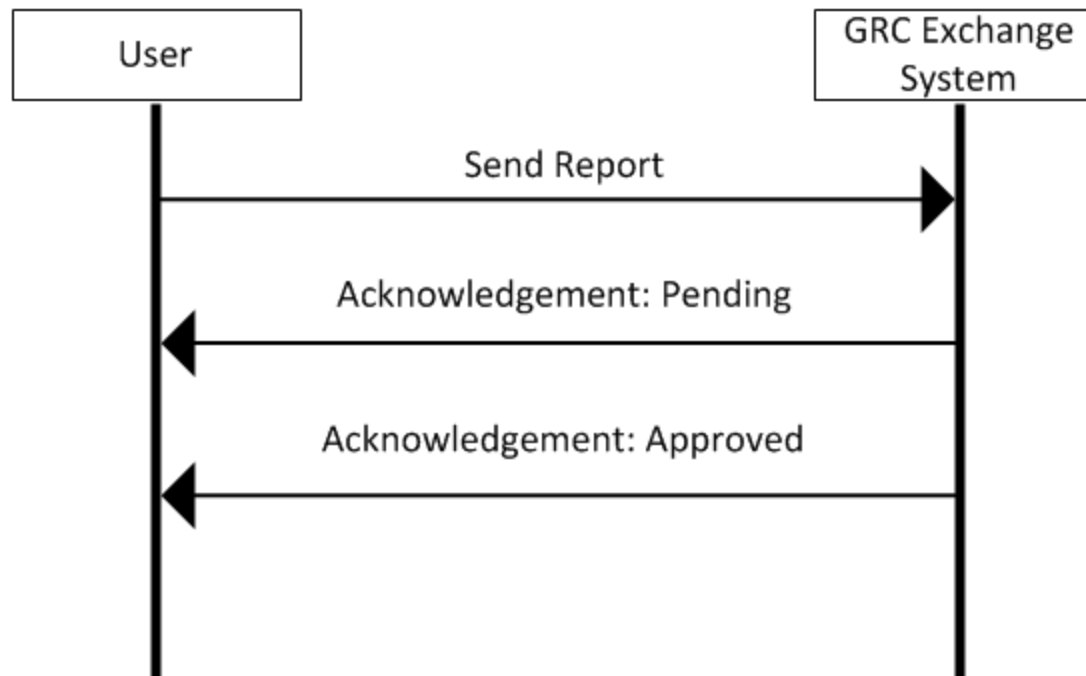 User
GRC Exchange
System
Send Report
Acknowledgement: Pending
Acknowledgement: Approved